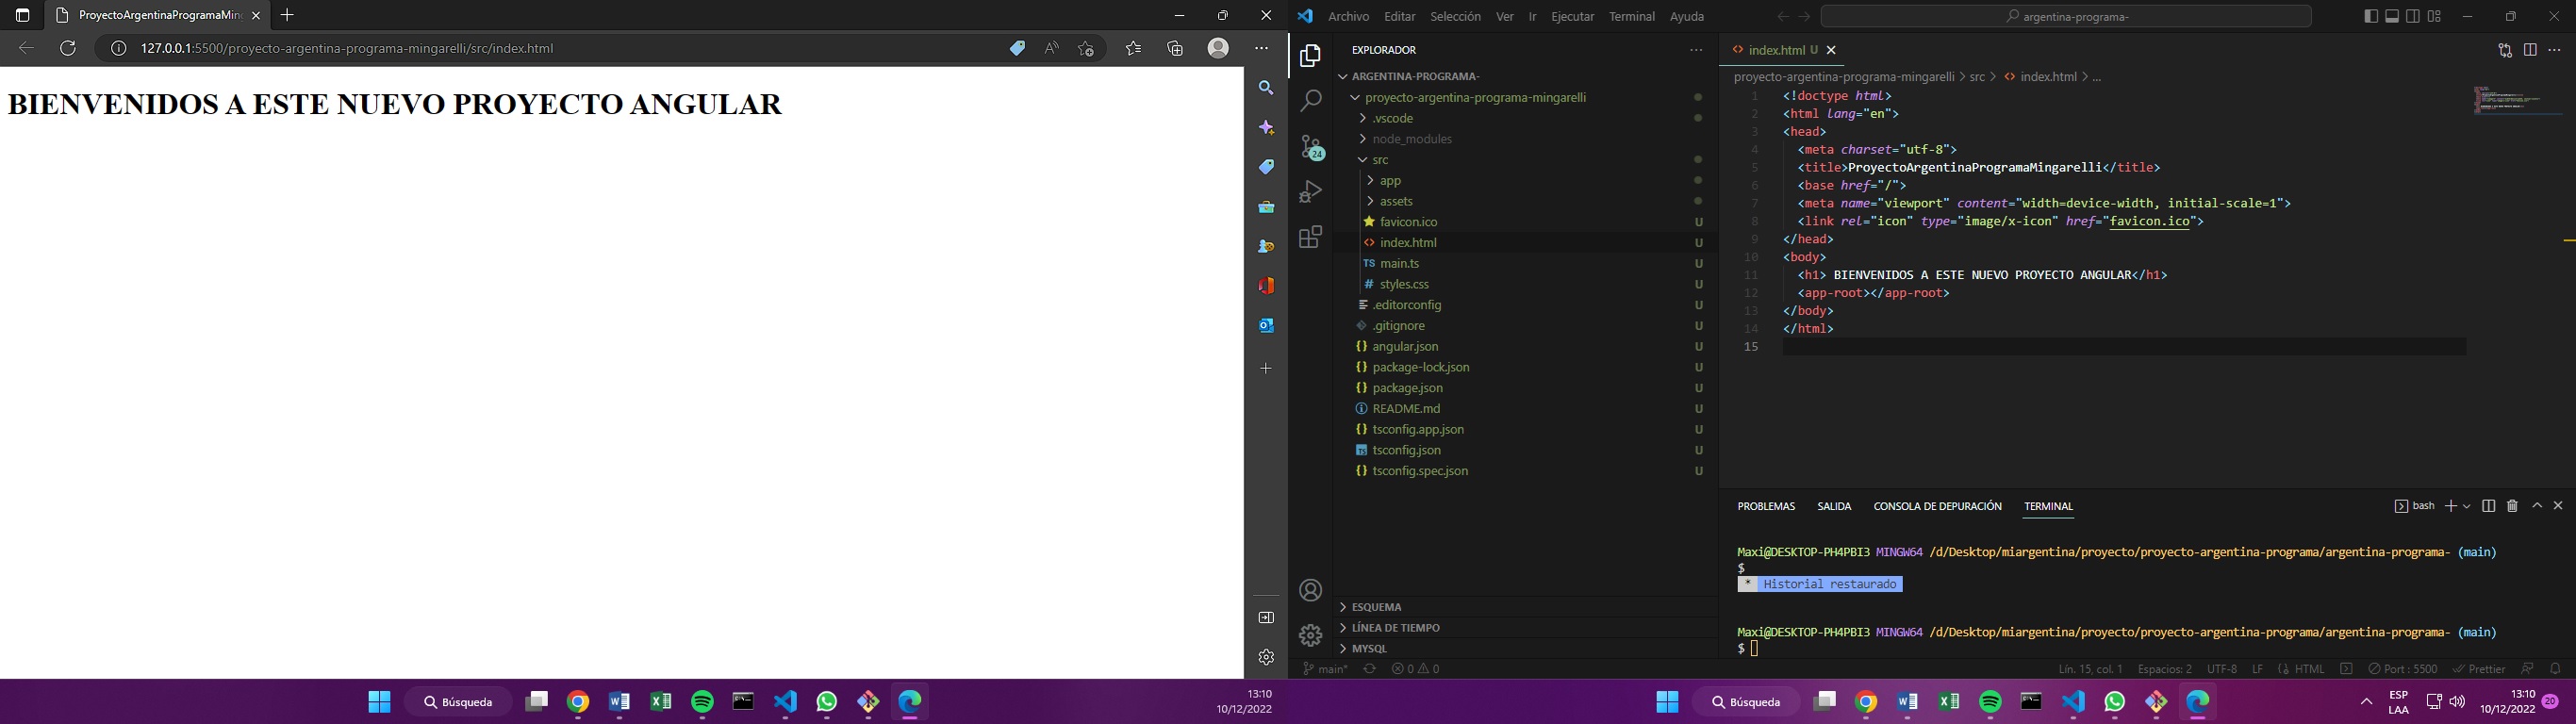 ProyectoArgentinaProgramaMin
127.0.0.1:5500/proyecto-argentina-programa-mingarelli/src/index.html
BIENVENIDOS A ESTE NUEVO PROYECTO ANGULAR
Búsqueda
13:10
10/12/2022
Archivo Editar Selección Ver Ir Ejecutar Terminal Ayuda
argentina-programa-
EXPLORADOR
24
ARGENTINA-PROGRAMA-
proyecto-argentina-programa-mingarelli
.vscode
node_modules
src
app
assets
favicon.ico U
index.html U
TS main.ts U
# styles.css U
.editorconfig U
.gitignore U
{} angular.json U
{} package-lock.json U
{} package.json U
README.md U
{} tsconfig.app.json U
TS tsconfig.json U
{} tsconfig.spec.json U
ESQUEMA
LÍNEA DE TIEMPO
MYSQL
<> index.html U
proyecto-argentina-programa-mingarelli > src > <> index.html > ...
1 <!doctype html>
2 <html lang="en">
3 <head>
4 <meta charset="utf-8">
5 <title>ProyectoArgentinaProgramaMingarelli</title>
6 <base href="/">
7 <meta name="viewport" content="width=device-width, initial-scale=1">
8 <link rel="icon" type="image/x-icon" href="favicon.ico">
9 </head>
10 <body>
11 <h1> BIENVENIDOS A ESTE NUEVO PROYECTO ANGULAR</h1>
12 <app-root></app-root>
13 </body>
14 </html>
15
PROBLEMAS SALIDA CONSOLA DE DEPURACIÓN TERMINAL
bash
Maxi@DESKTOP-PH4PBI3 MINGW64 /d/Desktop/miargentina/proyecto/proyecto-argentina-programa/argentina-programa- (main)
$
* Historial restaurado
Maxi@DESKTOP-PH4PBI3 MINGW64 /d/Desktop/miargentina/proyecto/proyecto-argentina-programa/argentina-programa- (main)
$
main* 0 0 Lín. 15, col. 1 Espacios: 2 UTF-8 LF HTML Port : 5500 Prettier
Búsqueda
ESP
LAA
13:10
10/12/2022
20